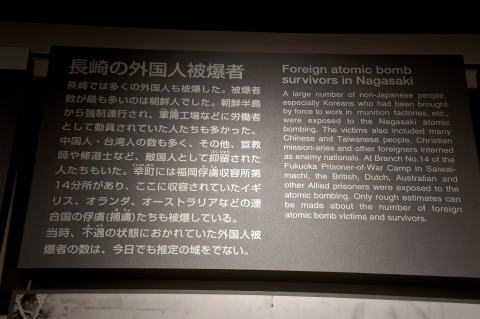 長崎の外国人被爆者
長崎では多くの外国人も被爆した。被爆者
数が最も多いのは朝鮮人でした。朝鮮半島
から強制連行され、軍需工場などに労働者
として動員されていた人たちも多かった。
中国人・台湾人の数も多く、その他、宣教
師や修道士など、敵国人として抑留された
人たちもいた。幸町には福岡俘虜収容所第
14分所があり、ここに収容されていたイギ
リス、オランダ、オーストラリアなどの連
合国の俘虜(捕虜)たちも被爆している。
当時、不遇の状態におかれていた外国人被
爆者の数は、今日でも推定の域をでない。
Foreign atomic bomb
survivors in Nagasaki
A large number of non-Japanese people,
especially Koreans who had been brought
by force to work in munition factories, etc.,
were exposed to the Nagasaki atomic
bombing. The victims also included many
Chinese and Taiwanese people, Christian
mission-aries and other foreigners interned
as enemy nationals. At Branch No.14 of the
Fukuoka Prisoner-of-War Camp in Saiwai-
machi, the British, Dutch, Australian and
other Allied prisoners were exposed to the
atomic bombing. Only rough estimates can
be made about the number of foreign
atomic bomb victims and survivors.